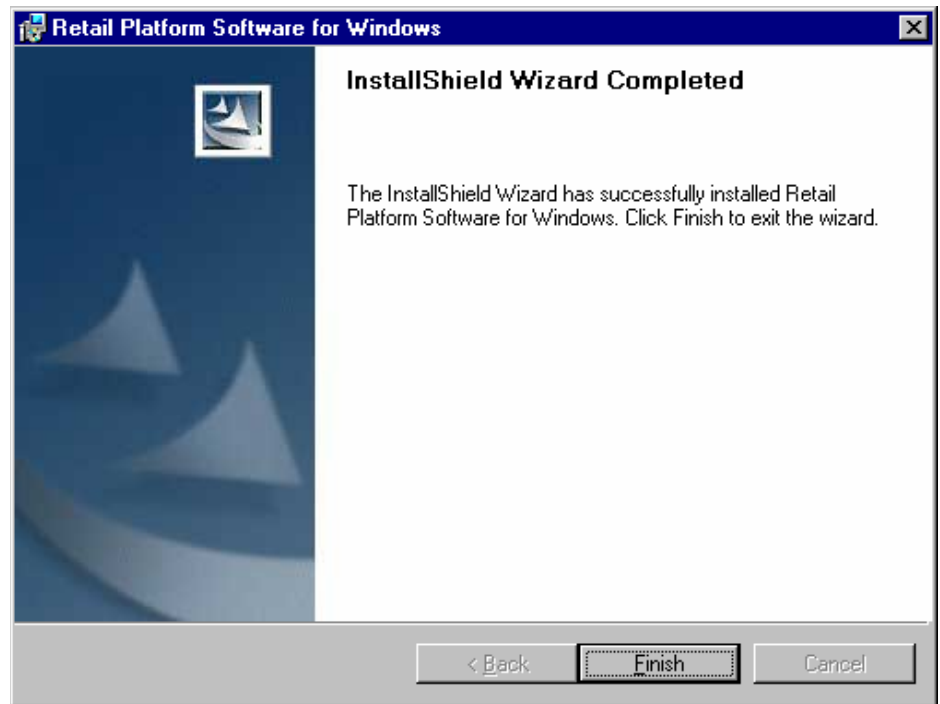 Retail Platform Software for Windows
InstallShield Wizard Completed
The InstallShield Wizard has successfully installed Retail
Platform Software for Windows. Click Finish to exit the wizard.
< Back
Finish
Cancel